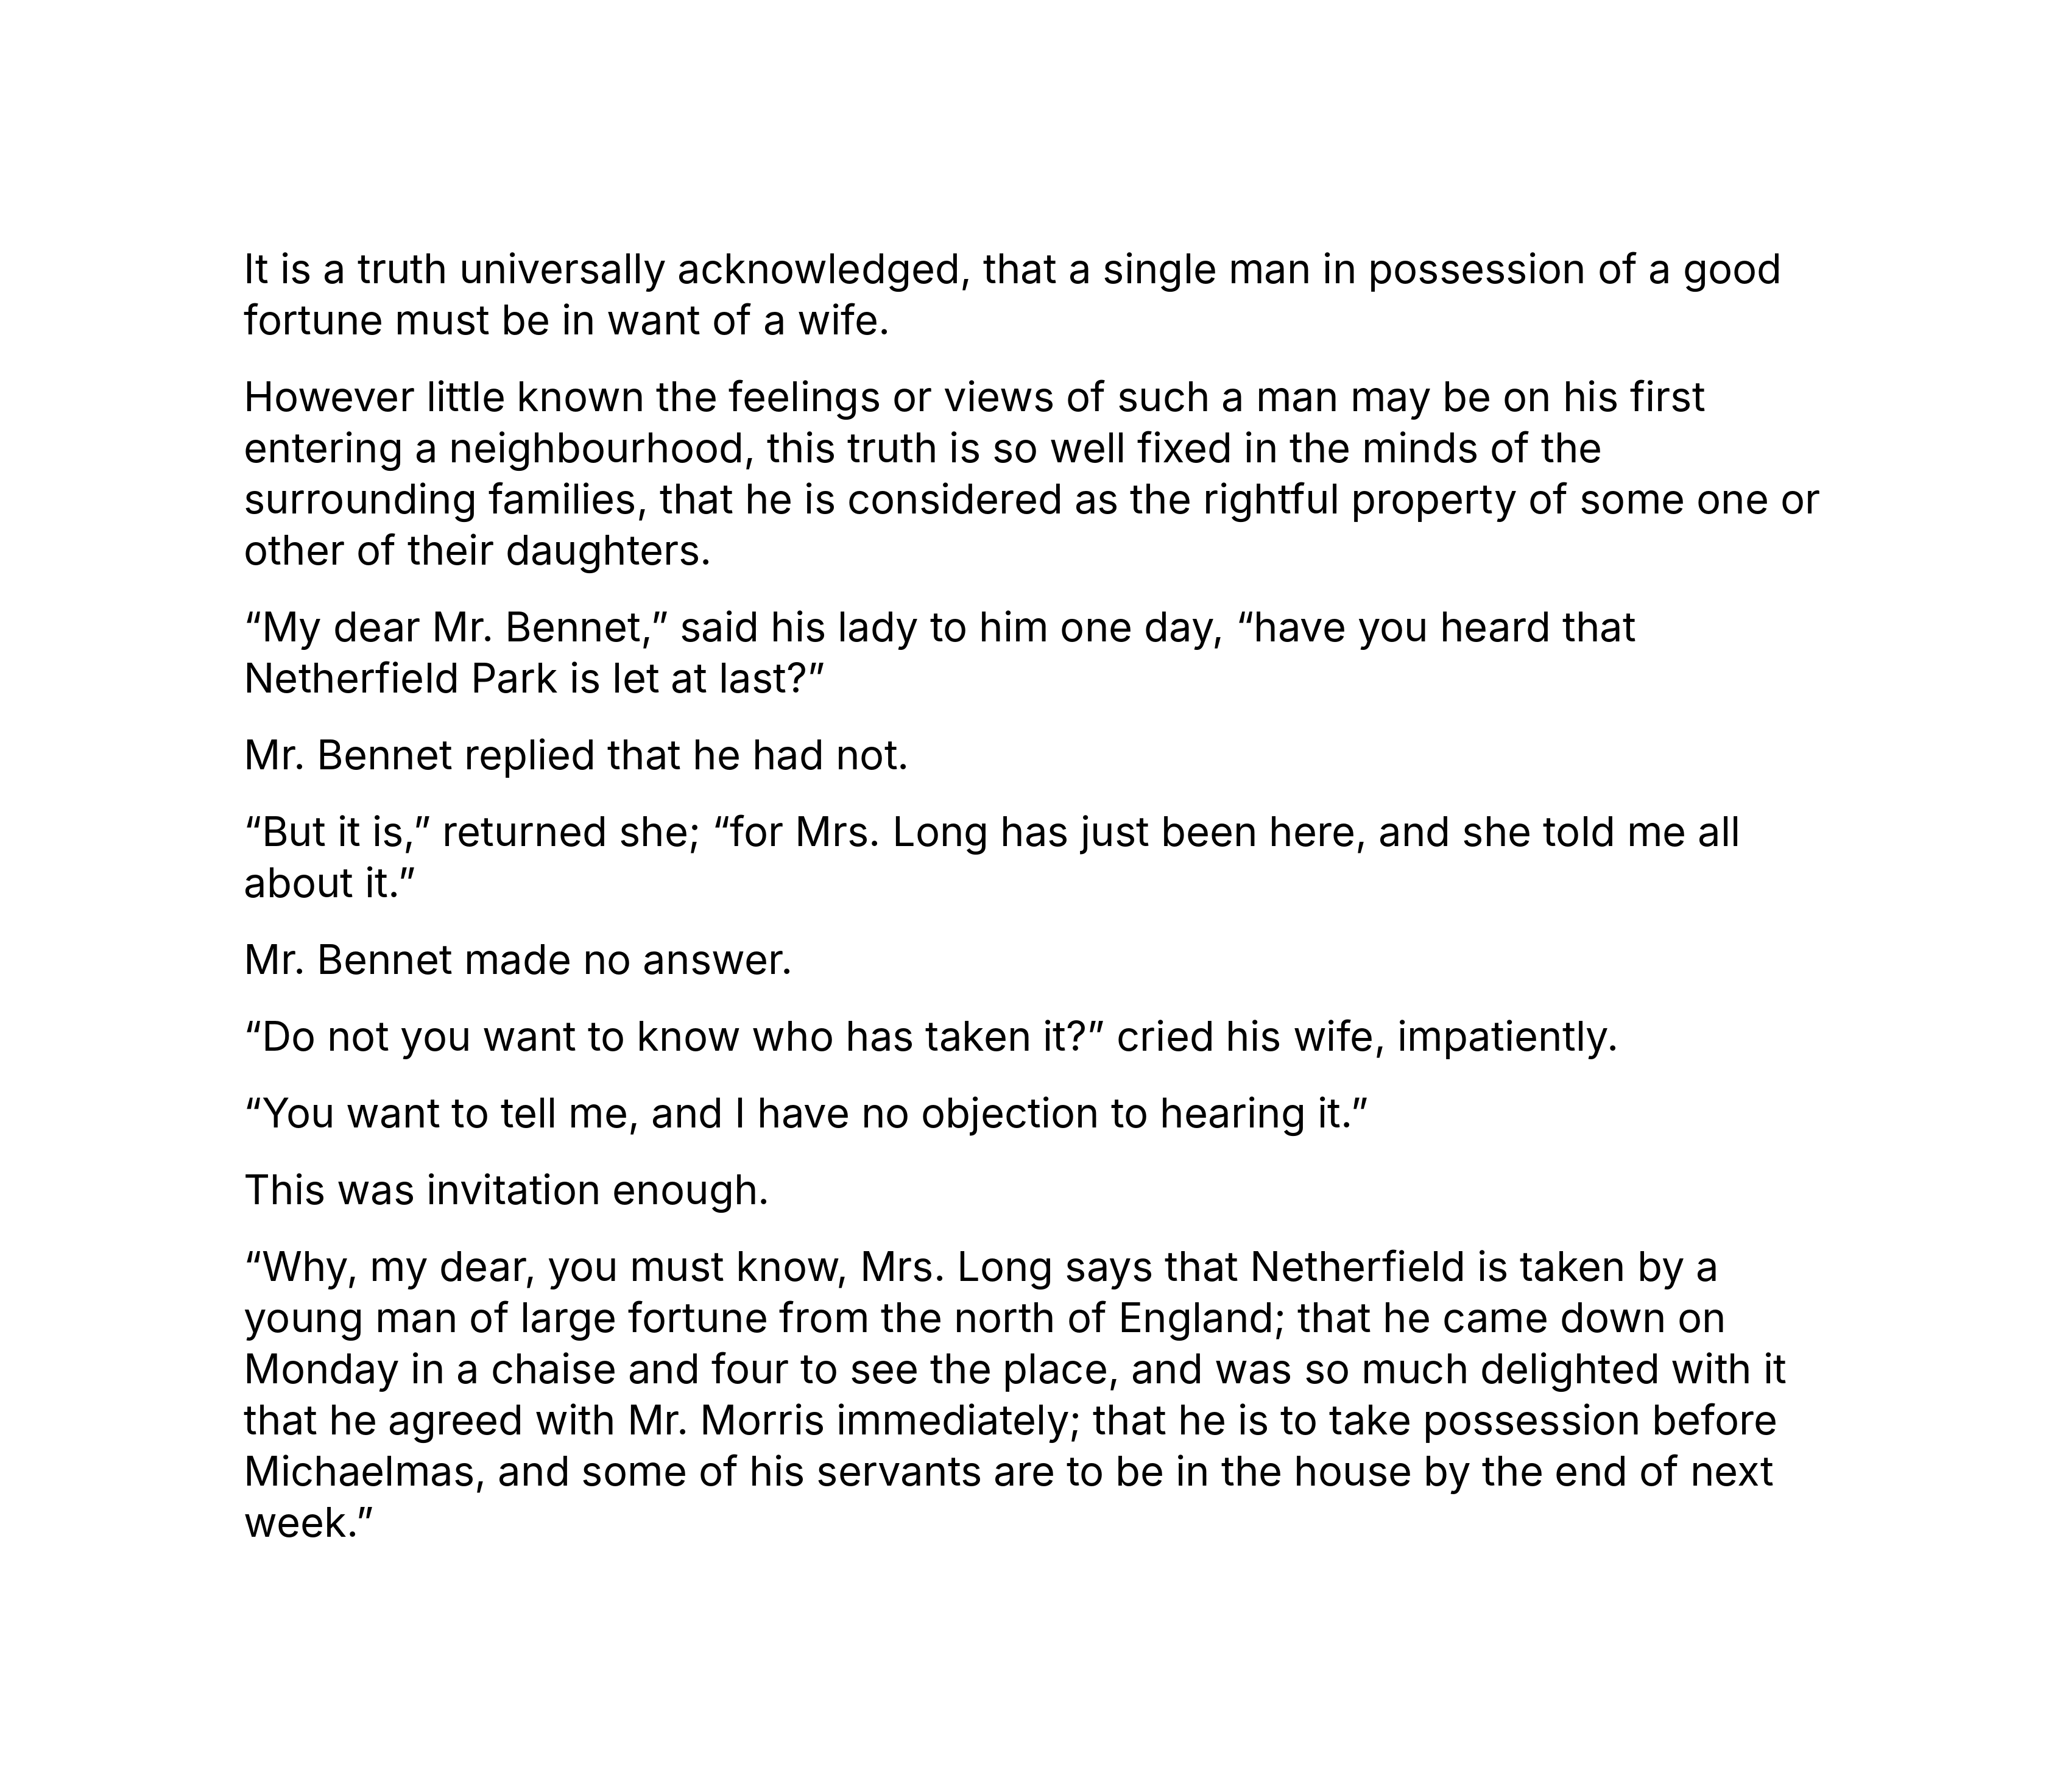 It is a truth universally acknowledged, that a single man in possession of a good
fortune must be in want of a wife.
However little known the feelings or views of such a man may be on his first
entering a neighbourhood, this truth is so well fixed in the minds of the
surrounding families, that he is considered as the rightful property of some one or
other of their daughters.
“My dear Mr. Bennet,” said his lady to him one day, “have you heard that
Netherfield Park is let at last?”
Mr. Bennet replied that he had not.
“But it is,” returned she; “for Mrs. Long has just been here, and she told me all
about it.”
Mr. Bennet made no answer.
“Do not you want to know who has taken it?” cried his wife, impatiently.
“You want to tell me, and I have no objection to hearing it.”
This was invitation enough.
“Why, my dear, you must know, Mrs. Long says that Netherfield is taken by a
young man of large fortune from the north of England; that he came down on
Monday in a chaise and four to see the place, and was so much delighted with it
that he agreed with Mr. Morris immediately; that he is to take possession before
Michaelmas, and some of his servants are to be in the house by the end of next
week.”